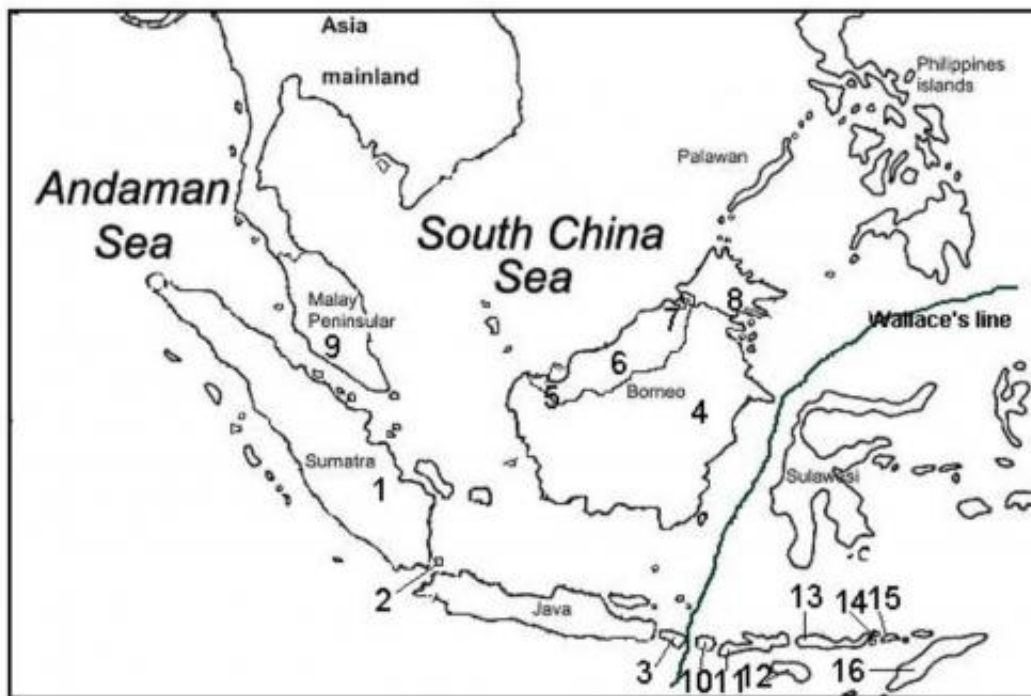 Asia
mainland
Philippines
islands
Palawan
Andaman
Sea
South China
Sea
Malay
Peninsular
9
8
7
Wallace's line
6
5
Borneo
4
Sumatra
1
Sulawesi
2
Java
13
14
15
3
10
11
12
16